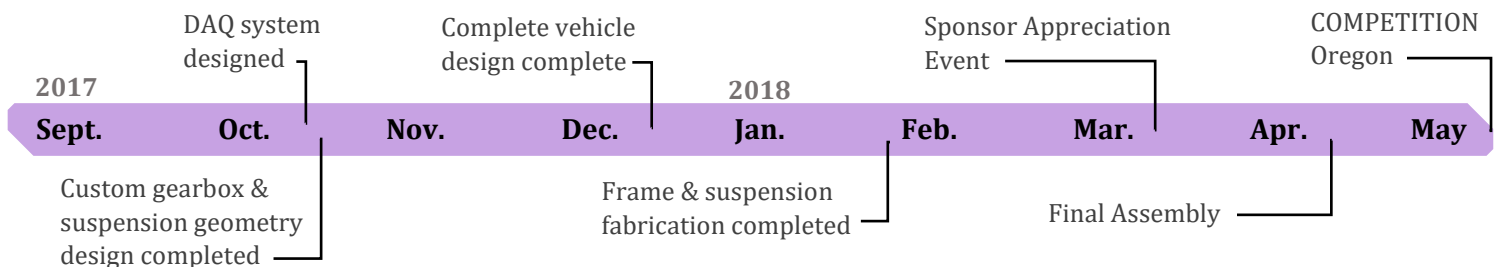 DAQ system
designed
Complete vehicle
design complete
Sponsor Appreciation
Event
COMPETITION
Oregon
2017
2018
Sept. Oct. Nov. Dec. Jan. Feb. Mar. Apr. May
Custom gearbox &
suspension geometry
design completed
Frame & suspension
fabrication completed
Final Assembly